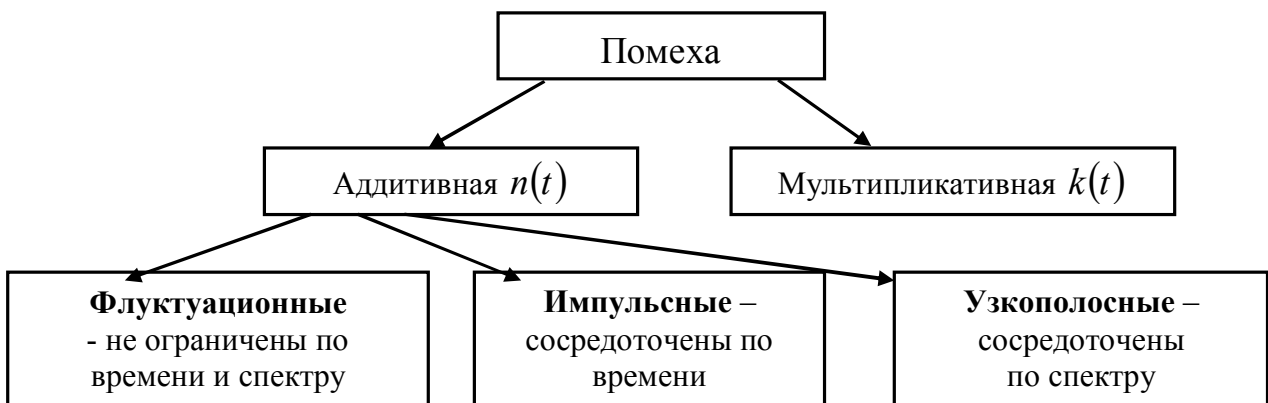 Помеха
Аддитивная n(t)
Мультипликативная k(t)
Флуктуационные
- не ограничены по
времени и спектру
Импульсные –
сосредоточены по
времени
Узкополосные –
сосредоточены
по спектру